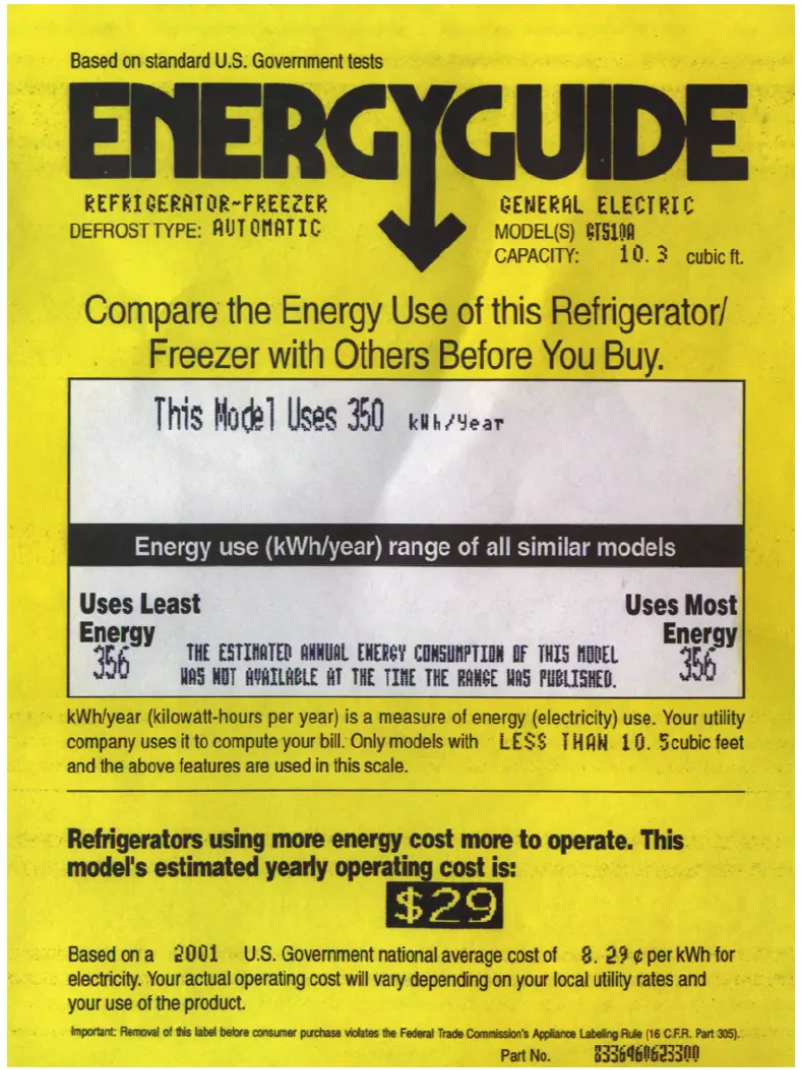 Based on standard U.S. Government tests
ENERGYGUIDE
REFRIGERATOR-FREEZER
DEFROST TYPE: AUTOMATIC
GENERAL ELECTRIC
MODEL(S) GTS10A
CAPACITY: 10.3 cubic ft.
Compare the Energy Use of this Refrigerator/
Freezer with Others Before You Buy.
This Model Uses 350 kWh/Year
Energy use (kWh/year) range of all similar models
Uses Least
Energy
356
Uses Most
Energy
356
THE ESTIMATED ANNUAL ENERGY CONSUMPTION OF THIS MODEL
WAS NOT AVAILABLE AT THE TIME THE RANGE WAS PUBLISHED.
kWh/year (kilowatt-hours per year) is a measure of energy (electricity) use. Your utility
company uses it to compute your bill. Only models with LESS THAN 10.5 cubic feet
and the above features are used in this scale.
Refrigerators using more energy cost more to operate. This
model's estimated yearly operating cost is:
$29
Based on a 2001 U.S. Government national average cost of 8.29 ¢ per kWh for
electricity. Your actual operating cost will vary depending on your local utility rates and
your use of the product.
Important: Removal of this label before consumer purchase violates the Federal Trade Commission's Appliance Labeling Rule (16 C.F.R. Part 305).
Part No. 8336960623300